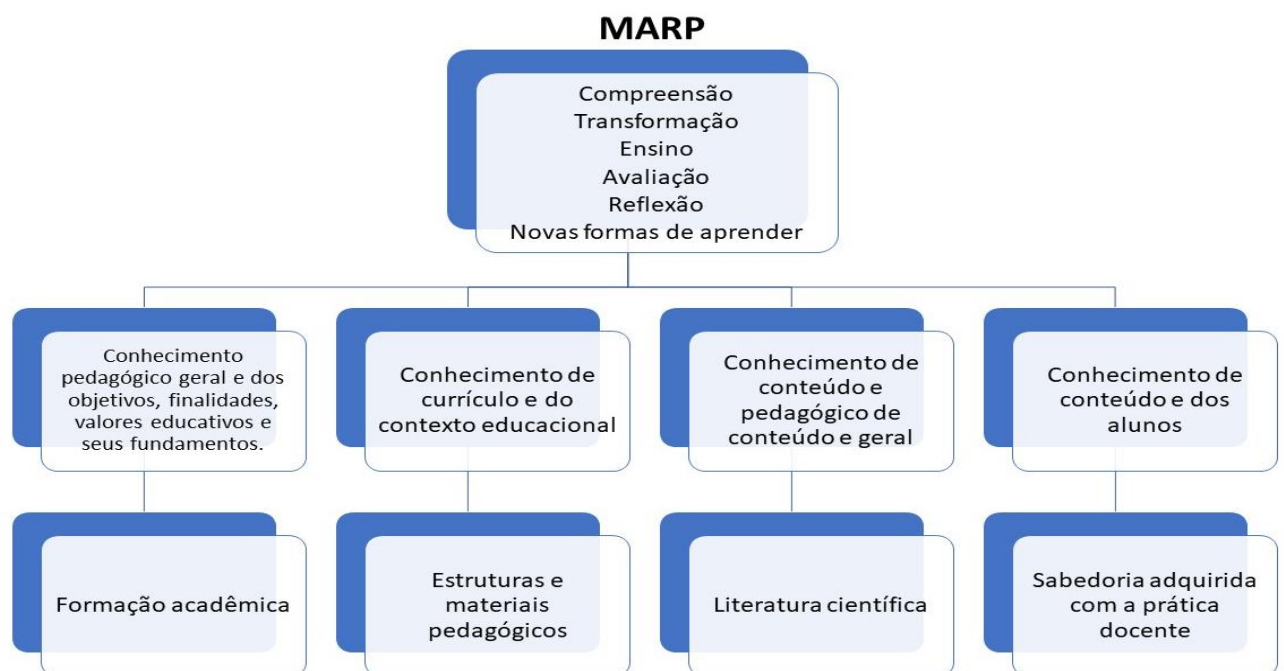 MARP
Compreensão
Transformação
Ensino
Avaliação
Reflexão
Novas formas de aprender
Conhecimento
pedagógico geral e dos
objetivos, finalidades,
valores educativos e
seus fundamentos.
Conhecimento de
currículo e do
contexto educacional
Conhecimento de
conteúdo e
pedagógico de
conteúdo e geral
Conhecimento de
conteúdo e dos
alunos
Formação acadêmica
Estruturas e
materiais
pedagógicos
Literatura científica
Sabedoria adquirida
com a prática
docente